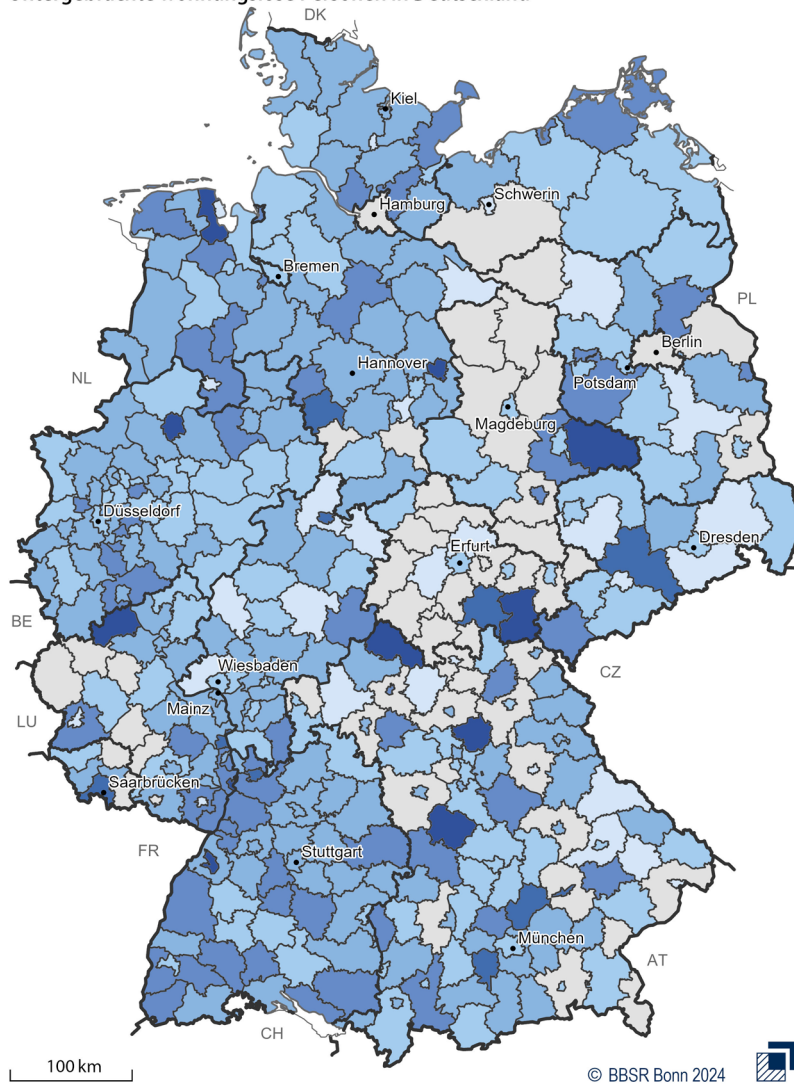 DK
Kiel
Hamburg
Schwerin
Bremen
PL
Berlin
Hannover
NL
Potsdam
Magdeburg
Düsseldorf
Dresden
Erfurt
BE
Wiesbaden
CZ
Mainz
LU
Saarbrücken
FR
Stuttgart
München
AT
CH
100 km
© BBSR Bonn 2024